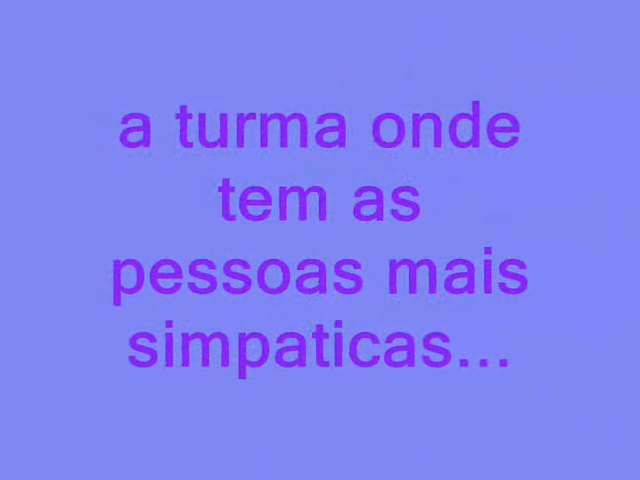 a turma onde
tem as
pessoas mais
simpaticas...